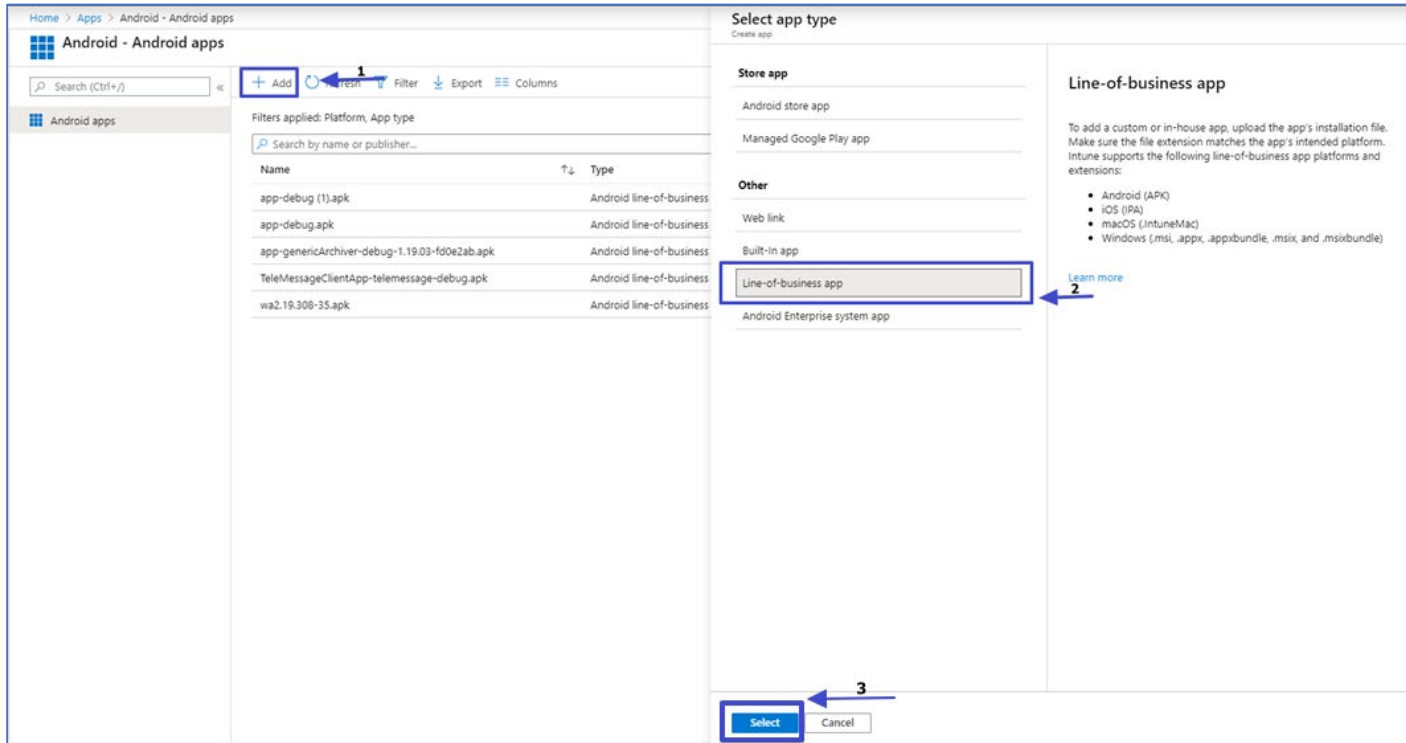 Home > Apps > Android - Android apps
Android - Android apps
Search (Ctrl+/)
«
Android apps
+ Add
1
Filter
Export
Columns
Filters applied: Platform, App type
Search by name or publisher...
Name
Type
app-debug (1).apk
Android line-of-business
app-debug.apk
Android line-of-business
app-genericArchiver-debug-1.19.03-fd0e2ab.apk
Android line-of-business
TeleMessageClientApp-telemessage-debug.apk
Android line-of-business
wa2.19.308-35.apk
Android line-of-business
Select app type
Create app
Store app
Android store app
Managed Google Play app
Other
Web link
Built-In app
Line-of-business app
2
Android Enterprise system app
3
Select
Cancel
Line-of-business app
To add a custom or in-house app, upload the app's installation file.
Make sure the file extension matches the app's intended platform.
Intune supports the following line-of-business app platforms and
extensions:
• Android (APK)
• iOS (IPA)
• macOS (.IntuneMac)
• Windows (.msi, .appx, .appxbundle, .msix, and .msixbundle)
Learn more